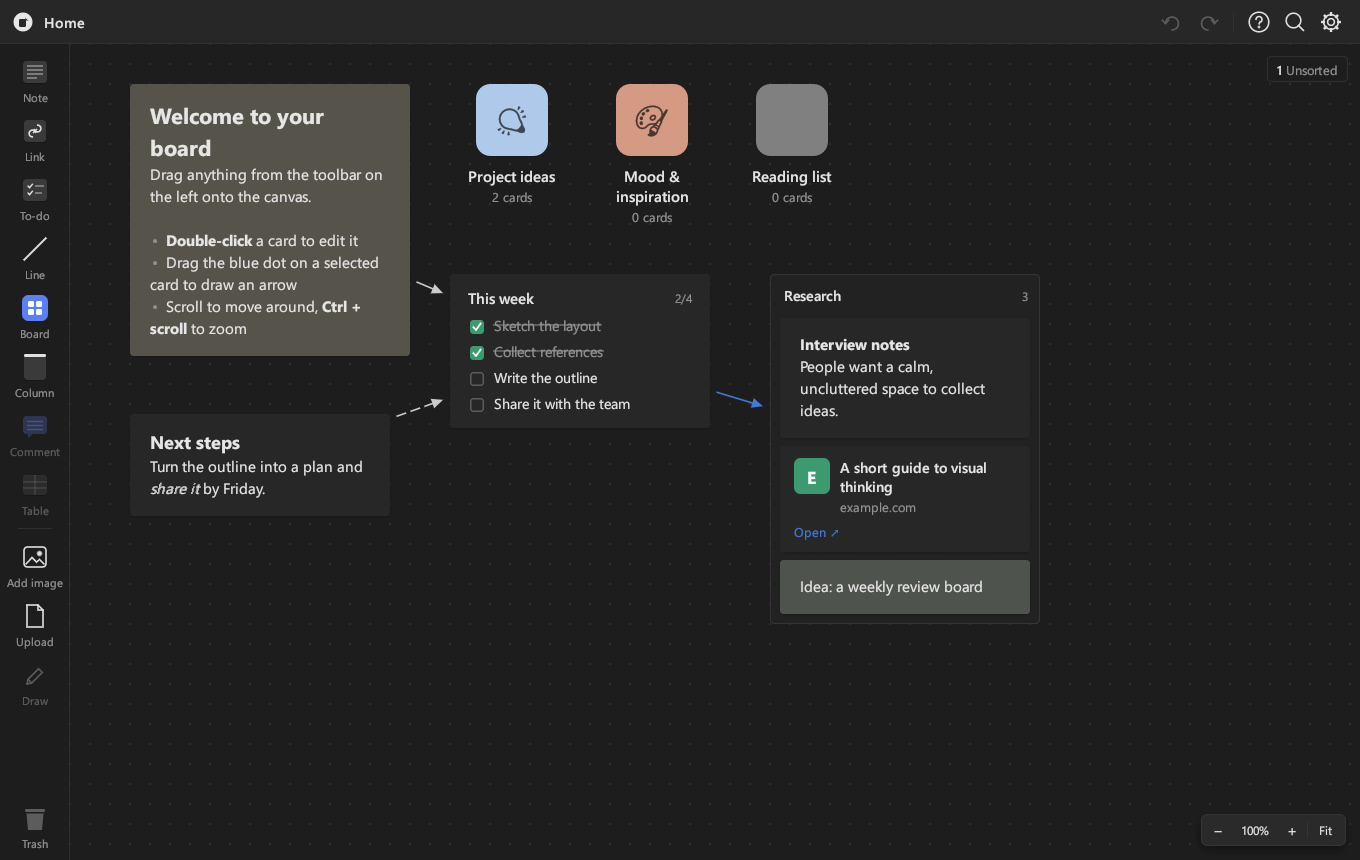 Home
1 Unsorted
Note
Link
To-do
Line
Board
Column
Comment
Table
Add image
Upload
Draw
Trash
Welcome to your
board
Drag anything from the toolbar on
the left onto the canvas.
• Double-click a card to edit it
• Drag the blue dot on a selected
card to draw an arrow
• Scroll to move around, Ctrl +
scroll to zoom
Project ideas
2 cards
Mood &
inspiration
0 cards
Reading list
0 cards
This week 2/4
Sketch the layout
Collect references
Write the outline
Share it with the team
Next steps
Turn the outline into a plan and
share it by Friday.
Research 3
Interview notes
People want a calm,
uncluttered space to collect
ideas.
E
A short guide to visual
thinking
example.com
Open ↗
Idea: a weekly review board
− 100% + Fit